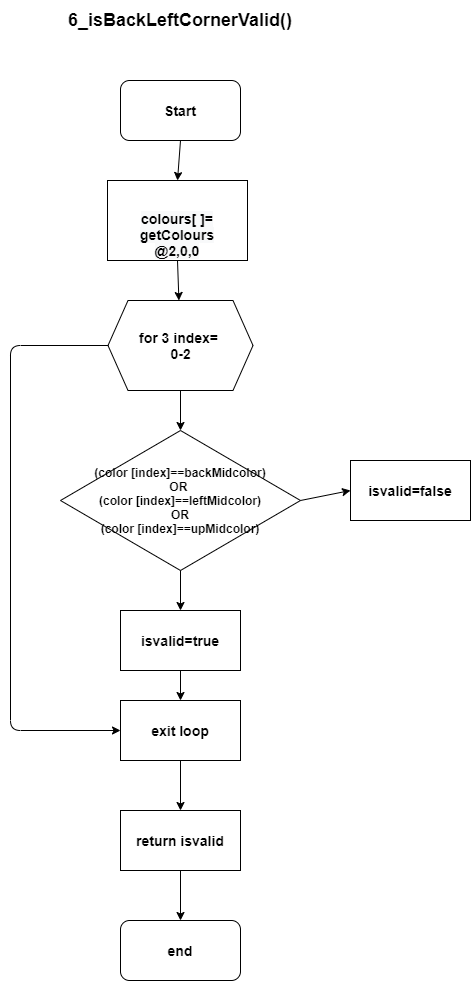 6_isBackLeftCornerValid()
Start
colours[ ]=
getColours
@2,0,0
for 3 index=
0-2
(color [index]==backMidcolor)
OR
(color [index]==leftMidcolor)
OR
(color [index]==upMidcolor)
isvalid=false
isvalid=true
exit loop
return isvalid
end